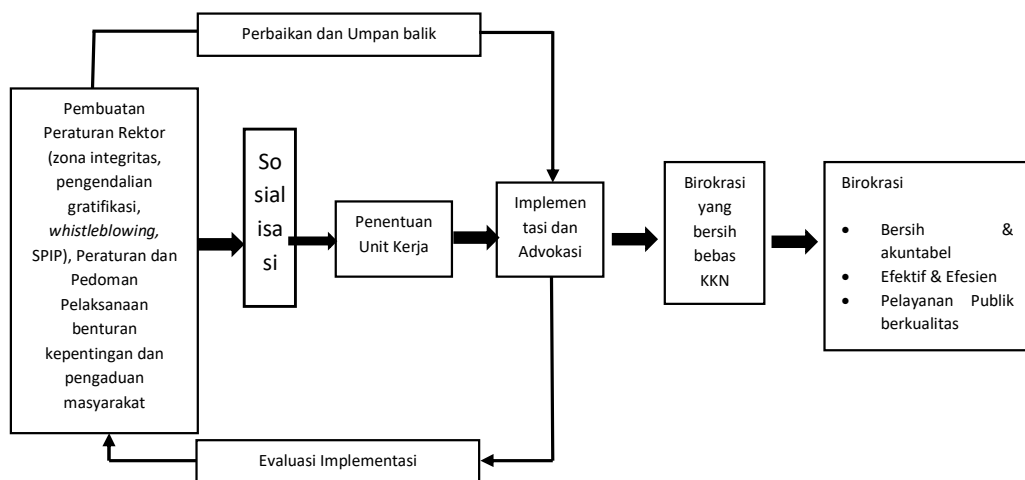 Perbaikan dan Umpan balik
Pembuatan
Peraturan Rektor
(zona integritas,
pengendalian
gratifikasi,
whistleblowing,
SPIP), Peraturan dan
Pedoman
Pelaksanaan
benturan
kepentingan dan
pengaduan
masyarakat
So
sial
isa
si
Penentuan
Unit Kerja
Implemen
tasi dan
Advokasi
Birokrasi
yang
bersih
bebas
KKN
Birokrasi
• Bersih &
akuntabel
• Efektif & Efesien
• Pelayanan Publik
berkualitas
Evaluasi Implementasi